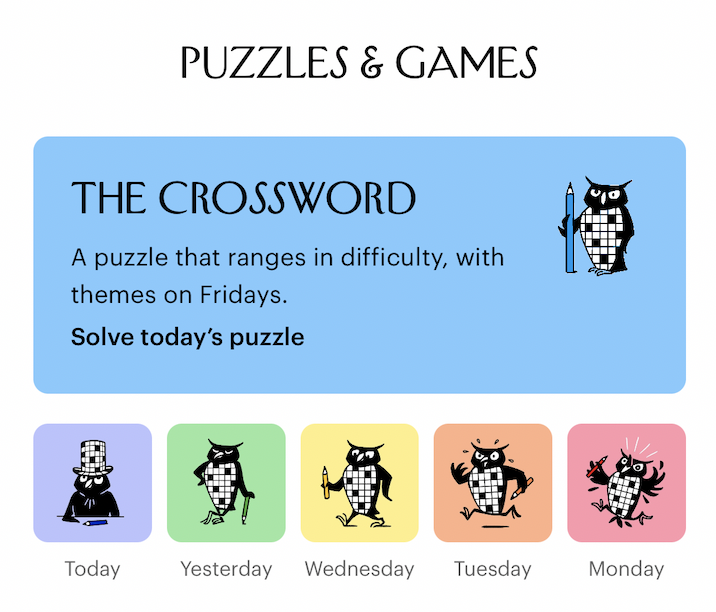 PUZZLES & GAMES
THE CROSSWORD
A puzzle that ranges in difficulty, with
themes on Fridays.
Solve today’s puzzle
Today
Yesterday
Wednesday
Tuesday
Monday